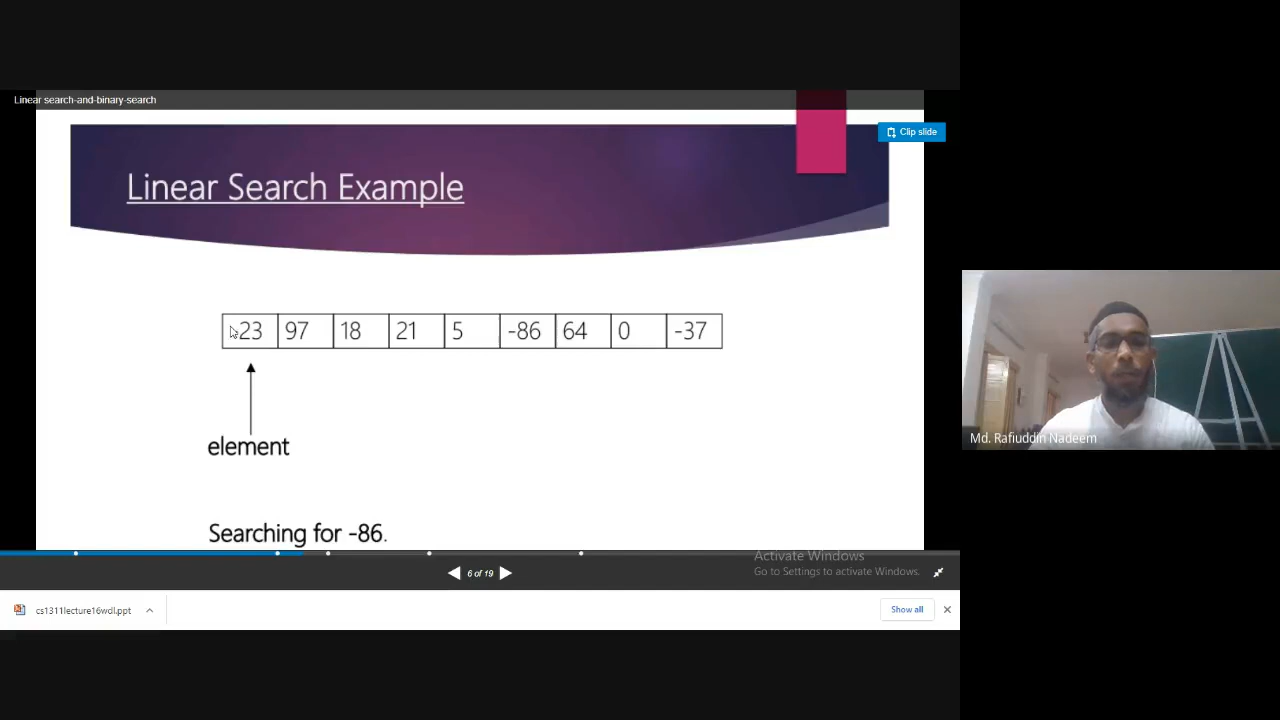 Linear search-and-binary-search
Clip slide
Linear Search Example
-23 97 18 21 5 -86 64 0 -37
element
Searching for -86.
Md. Rafiuddin Nadeem
Activate Windows
Go to Settings to activate Windows.
6 of 19
cs1311lecture16wdl.ppt
Show all